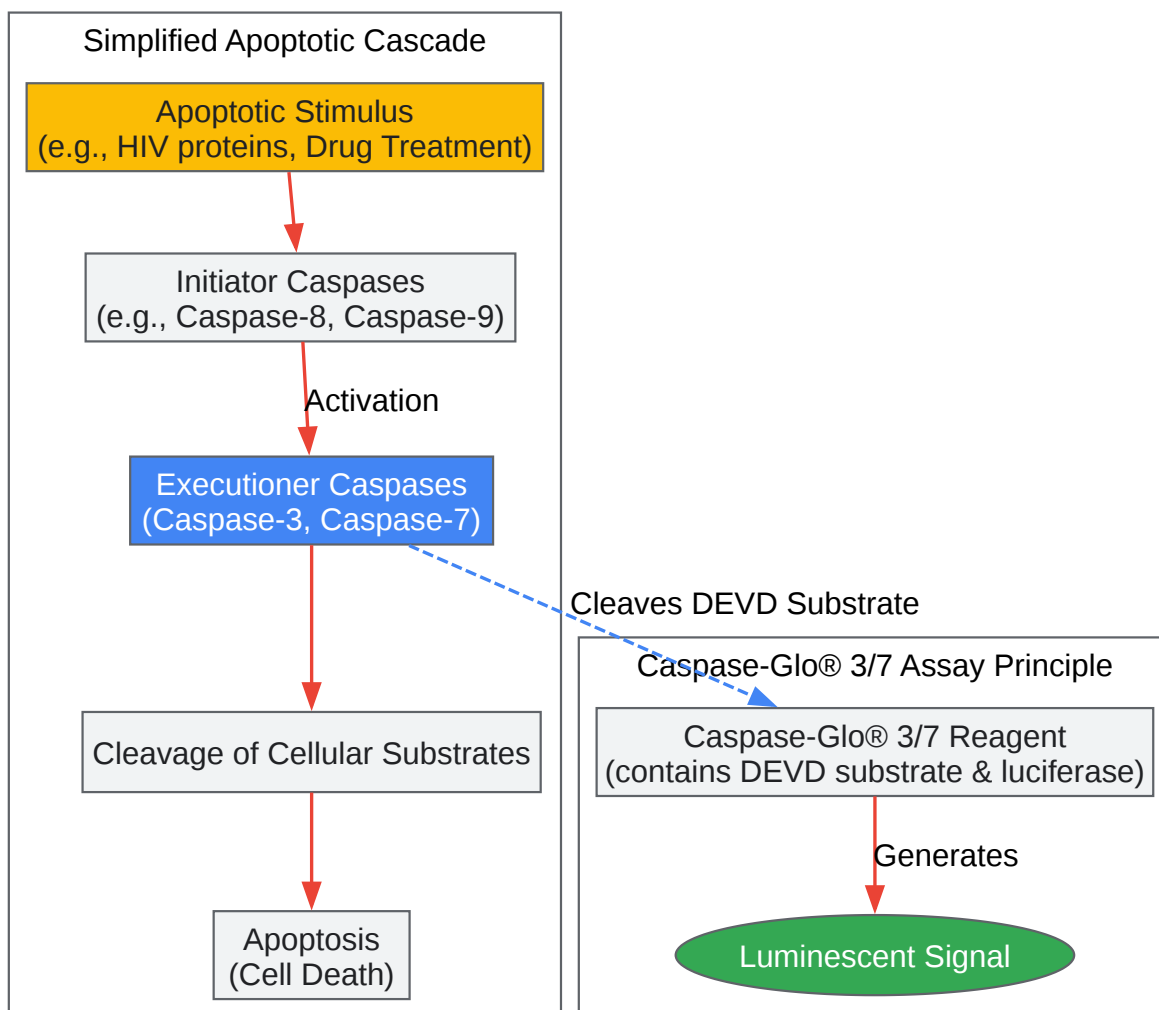 Simplified Apoptotic Cascade
Apoptotic Stimulus
(e.g., HIV proteins, Drug Treatment)
Initiator Caspases
(e.g., Caspase-8, Caspase-9)
Activation
Executioner Caspases
(Caspase-3, Caspase-7)
Cleaves DEVD Substrate
Cleavage of Cellular Substrates
Apoptosis
(Cell Death)
Caspase-Glo® 3/7 Assay Principle
Caspase-Glo® 3/7 Reagent
(contains DEVD substrate & luciferase)
Generates
Luminescent Signal